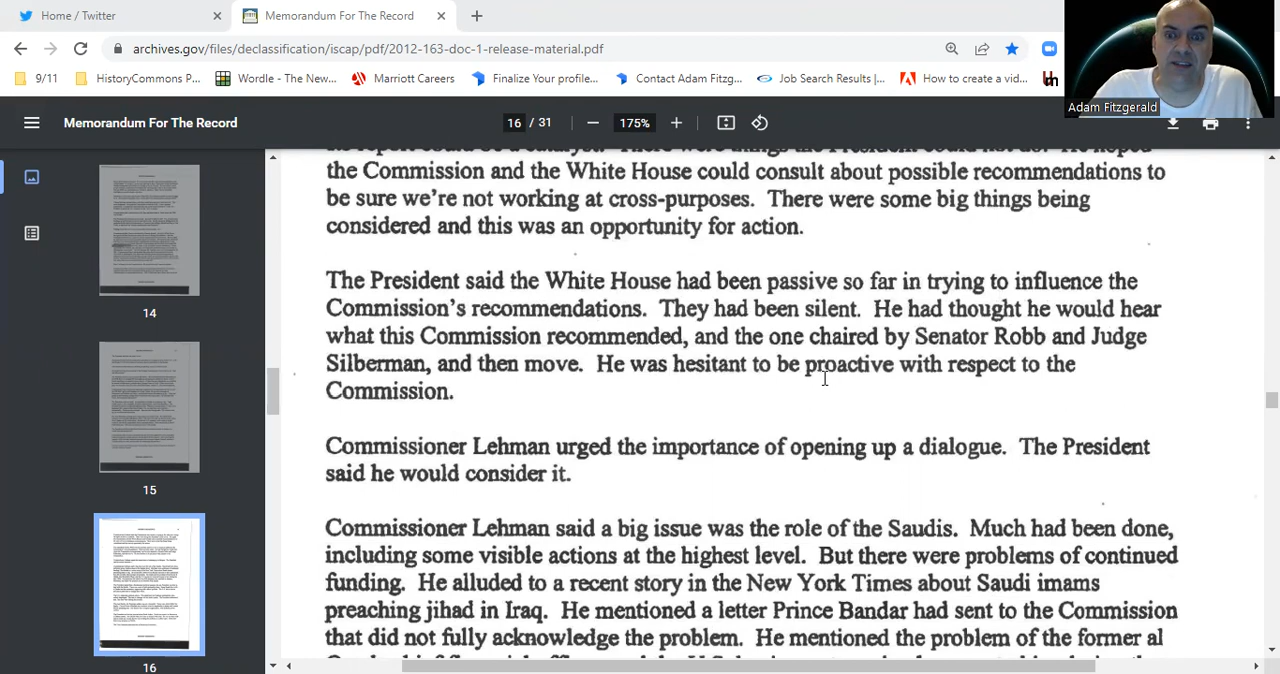 Home / Twitter
Memorandum For The Record
archives.gov/files/declassification/iscap/pdf/2012-163-doc-1-release-material.pdf
9/11
HistoryCommons P...
Wordle - The New...
Marriott Careers
Finalize Your profile...
Contact Adam Fitzg...
Job Search Results |...
How to create a vid...
Adam Fitzgerald
Memorandum For The Record
16 / 31
175%
the Commission and the White House could consult about possible recommendations to
be sure we're not working at cross-purposes. There were some big things being
considered and this was an opportunity for action.
The President said the White House had been passive so far in trying to influence the
Commission's recommendations. They had been silent. He had thought he would hear
what this Commission recommended, and the one chaired by Senator Robb and Judge
Silberman, and then move. He was hesitant to be proactive with respect to the
Commission.
Commissioner Lehman urged the importance of opening up a dialogue. The President
said he would consider it.
Commissioner Lehman said a big issue was the role of the Saudis. Much had been done,
including some visible actions at the highest level. But there were problems of continued
funding. He alluded to a recent story in the New York Times about Saudi imams
preaching jihad in Iraq. He mentioned a letter Prince Bandar had sent to the Commission
that did not fully acknowledge the problem. He mentioned the problem of the former al
14
15
16